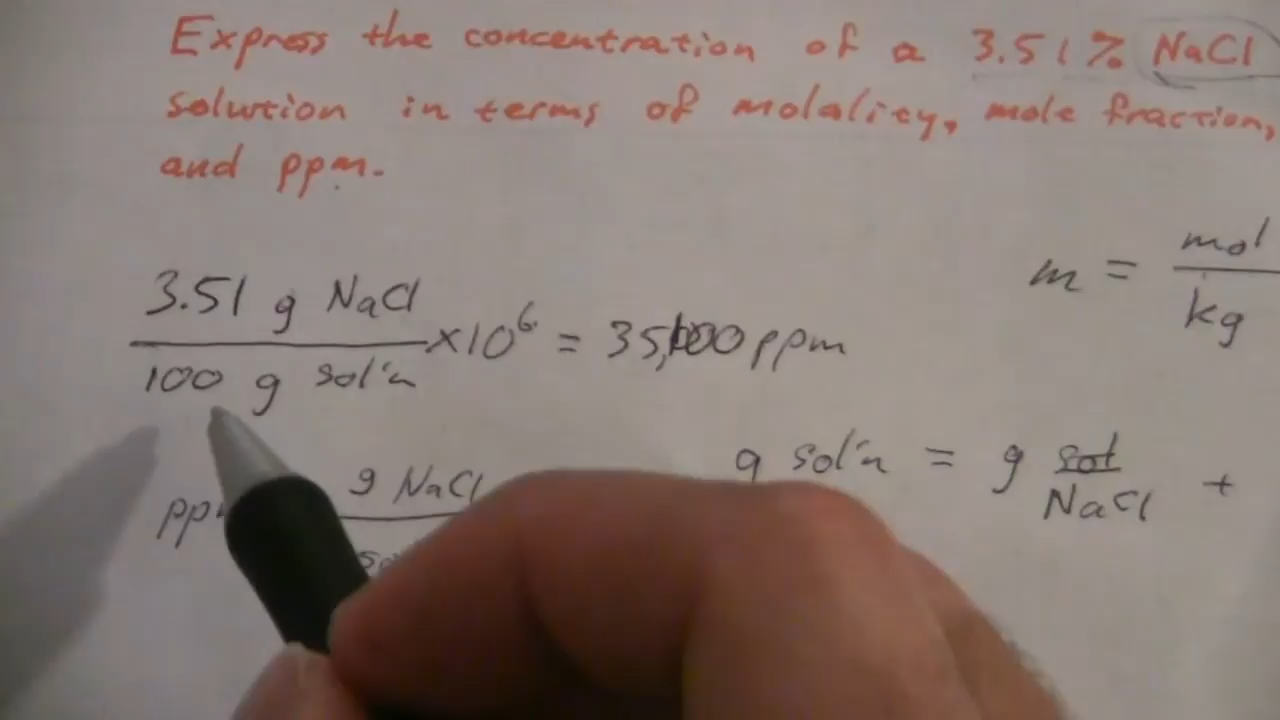 Express the concentration of a 3.51% NaCl
solution in terms of molality, mole fraction,
and ppm.
m = mol
kg
3.51 g NaCl
100 g sol'n
×10⁶ = 35,100 ppm
g sol'n = g sol
NaCl +
g NaCl